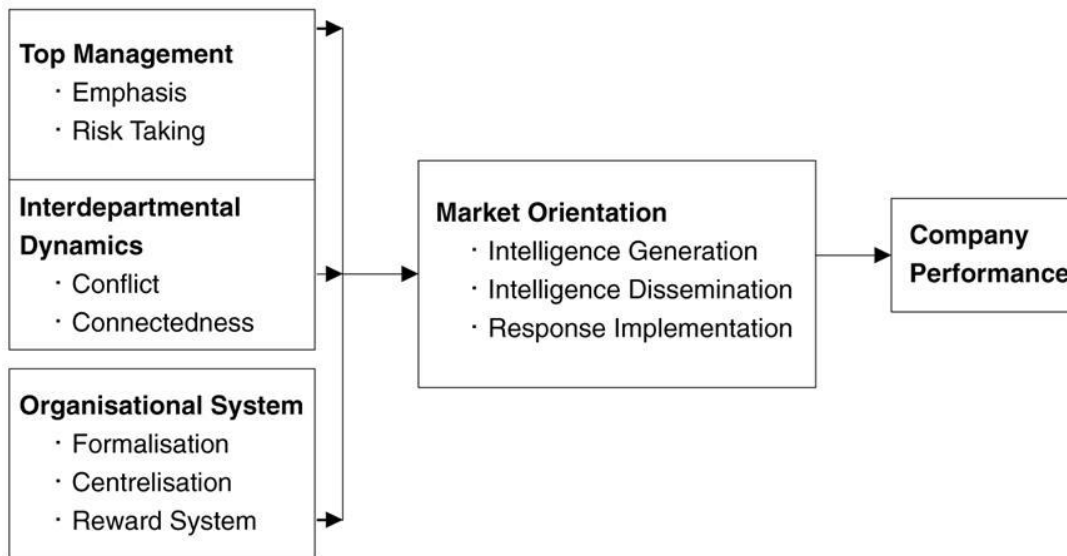 Top Management
· Emphasis
· Risk Taking
Interdepartmental
Dynamics
· Conflict
· Connectedness
Organisational System
· Formalisation
· Centrelisation
· Reward System
Market Orientation
· Intelligence Generation
· Intelligence Dissemination
· Response Implementation
Company
Performance